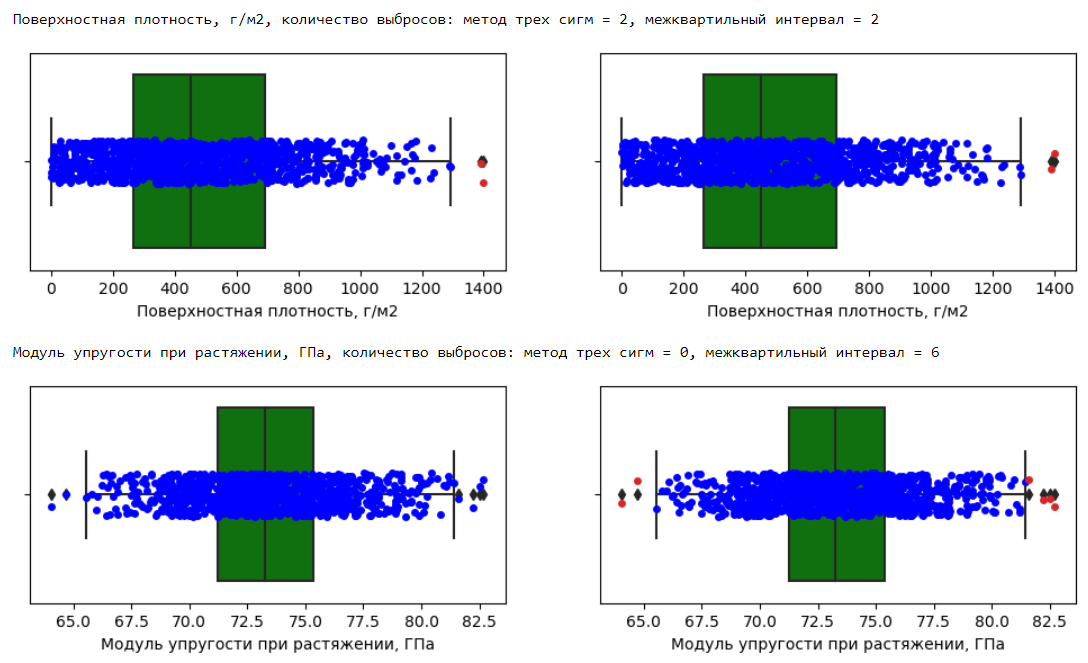 Поверхностная плотность, г/м2, количество выбросов: метод трех сигм = 2, межквартильный интервал = 2
0 200 400 600 800 1000 1200 1400
Поверхностная плотность, г/м2
0 200 400 600 800 1000 1200 1400
Поверхностная плотность, г/м2
Модуль упругости при растяжении, ГПа, количество выбросов: метод трех сигм = 0, межквартильный интервал = 6
65.0 67.5 70.0 72.5 75.0 77.5 80.0 82.5
Модуль упругости при растяжении, ГПа
65.0 67.5 70.0 72.5 75.0 77.5 80.0 82.5
Модуль упругости при растяжении, ГПа